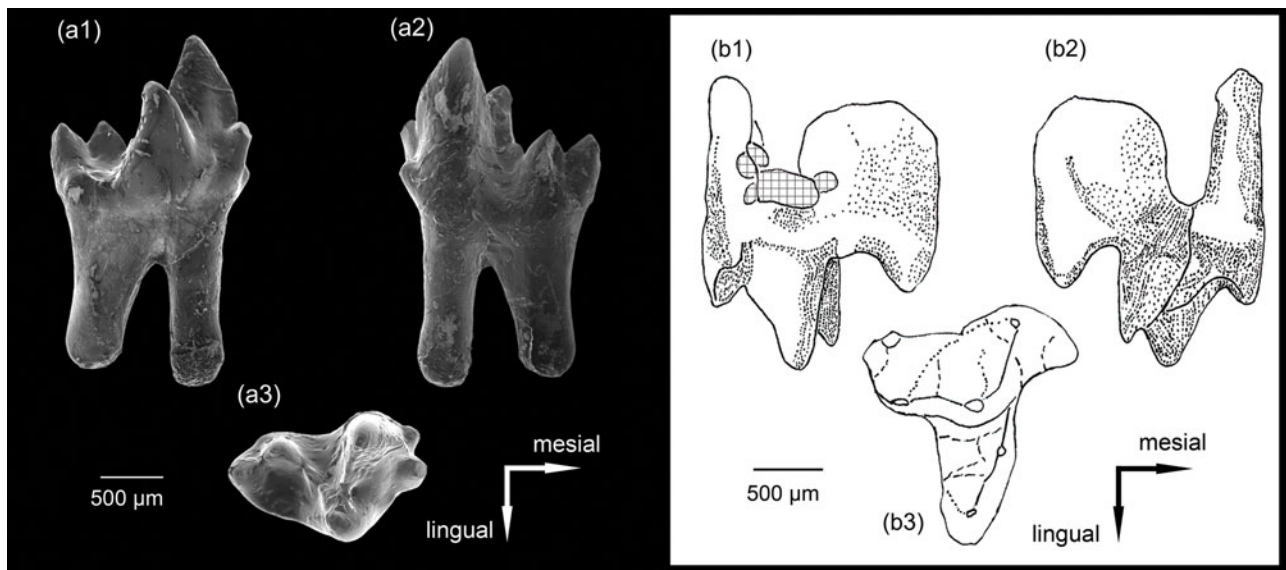 (a1)
(a2)
(a3)
500 µm
mesial
lingual
(b1)
(b2)
(b3)
500 µm
mesial
lingual